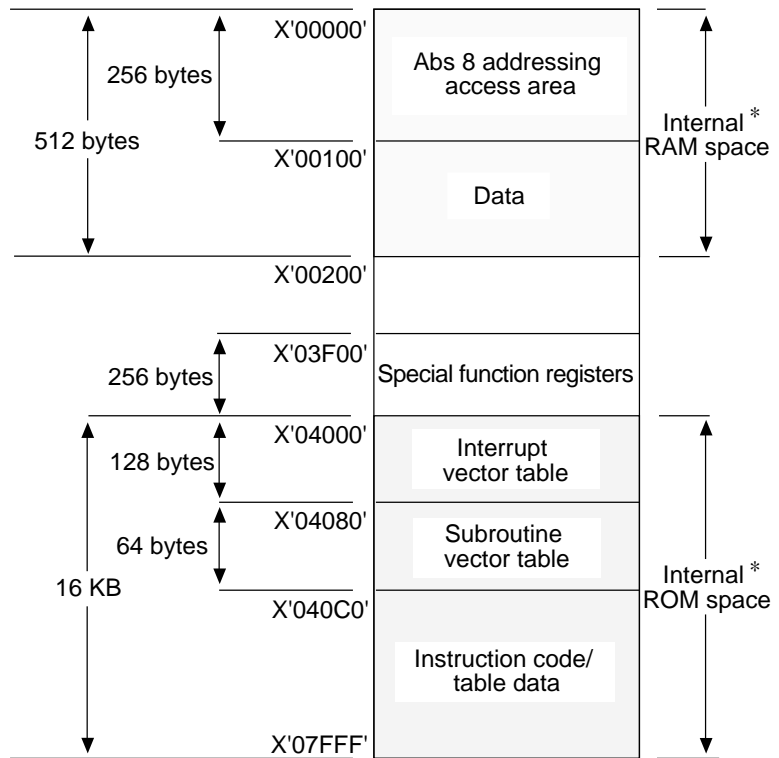 X'00000'
256 bytes
512 bytes
Abs 8 addressing
access area
Internal *
RAM space
X'00100'
Data
X'00200'
X'03F00'
256 bytes
Special function registers
X'04000'
128 bytes
Interrupt
vector table
X'04080'
64 bytes
Subroutine
vector table
16 KB
Internal *
ROM space
X'040C0'
Instruction code/
table data
X'07FFF'